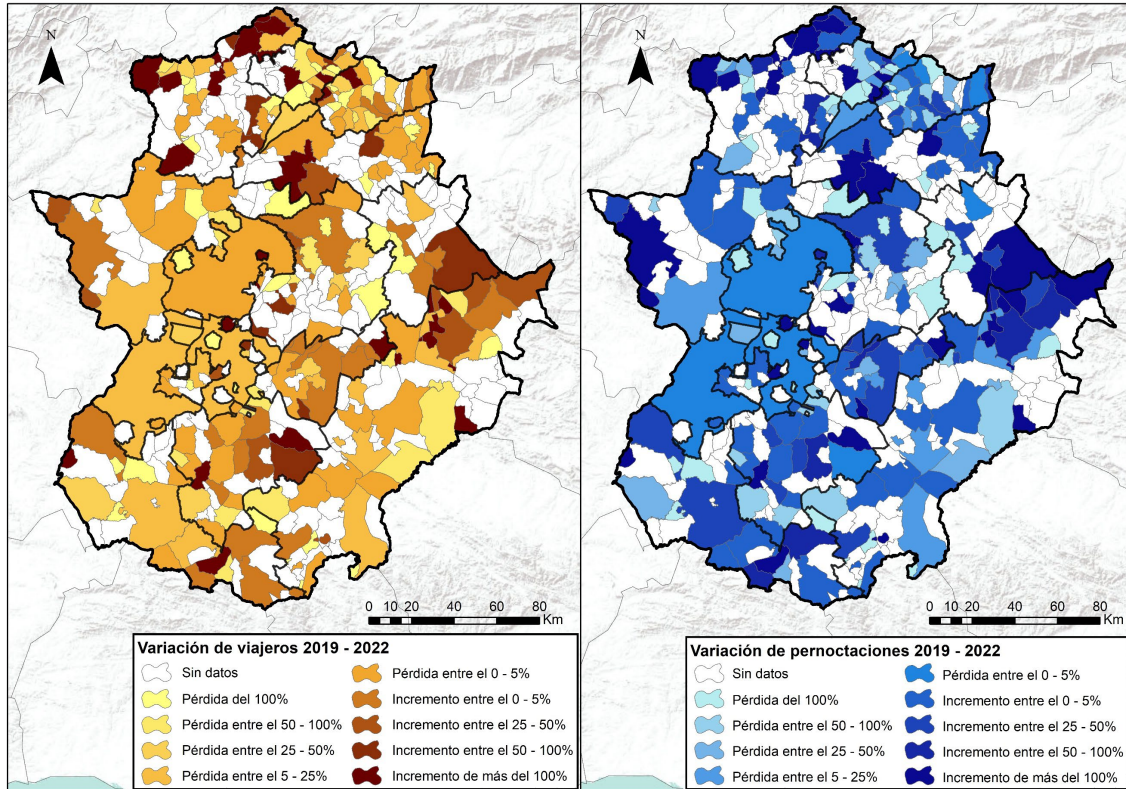 N
0 10 20 40 60 80
Km
Variación de viajeros 2019 - 2022
Sin datos
Pérdida del 100%
Pérdida entre el 50 - 100%
Pérdida entre el 25 - 50%
Pérdida entre el 5 - 25%
Pérdida entre el 0 - 5%
Incremento entre el 0 - 5%
Incremento entre el 25 - 50%
Incremento entre el 50 - 100%
Incremento de más del 100%
N
0 10 20 40 60 80
Km
Variación de pernoctaciones 2019 - 2022
Sin datos
Pérdida del 100%
Pérdida entre el 50 - 100%
Pérdida entre el 25 - 50%
Pérdida entre el 5 - 25%
Pérdida entre el 0 - 5%
Incremento entre el 0 - 5%
Incremento entre el 25 - 50%
Incremento entre el 50 - 100%
Incremento de más del 100%